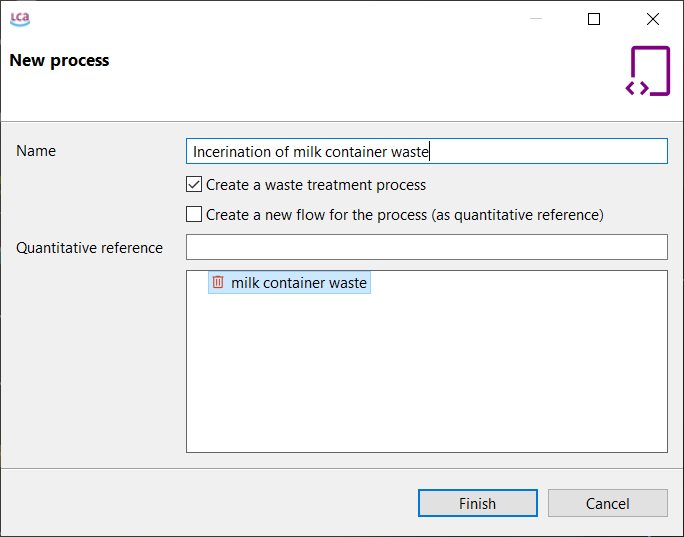 LCA
New process
Name
Incerination of milk container waste
Create a waste treatment process
Create a new flow for the process (as quantitative reference)
Quantitative reference
milk container waste
Finish
Cancel